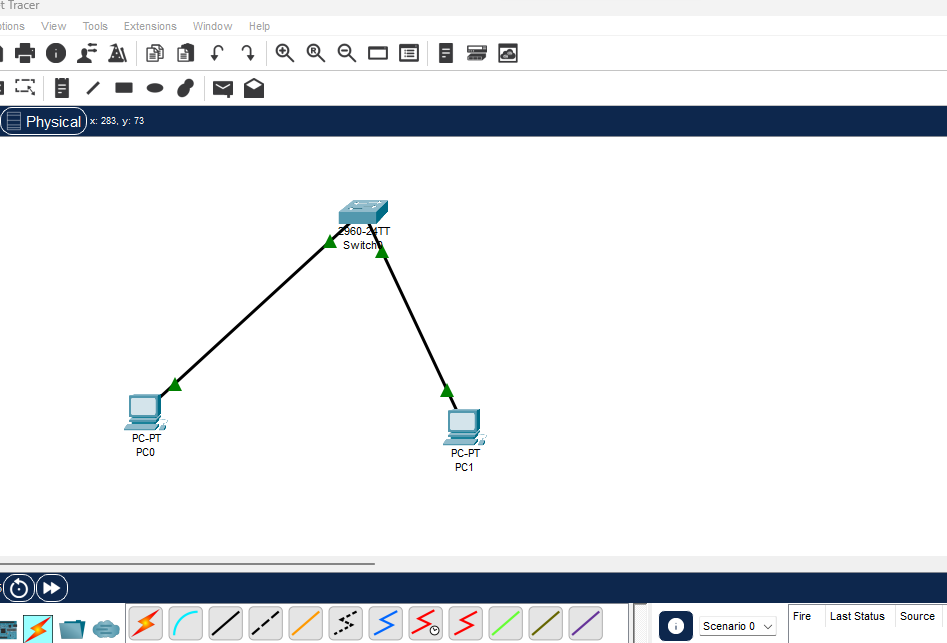 t Tracer
tions View Tools Extensions Window Help
Physical x: 283, y: 73
2960-24TT
Switch0
PC-PT
PC0
PC-PT
PC1
Scenario 0
Fire Last Status Source